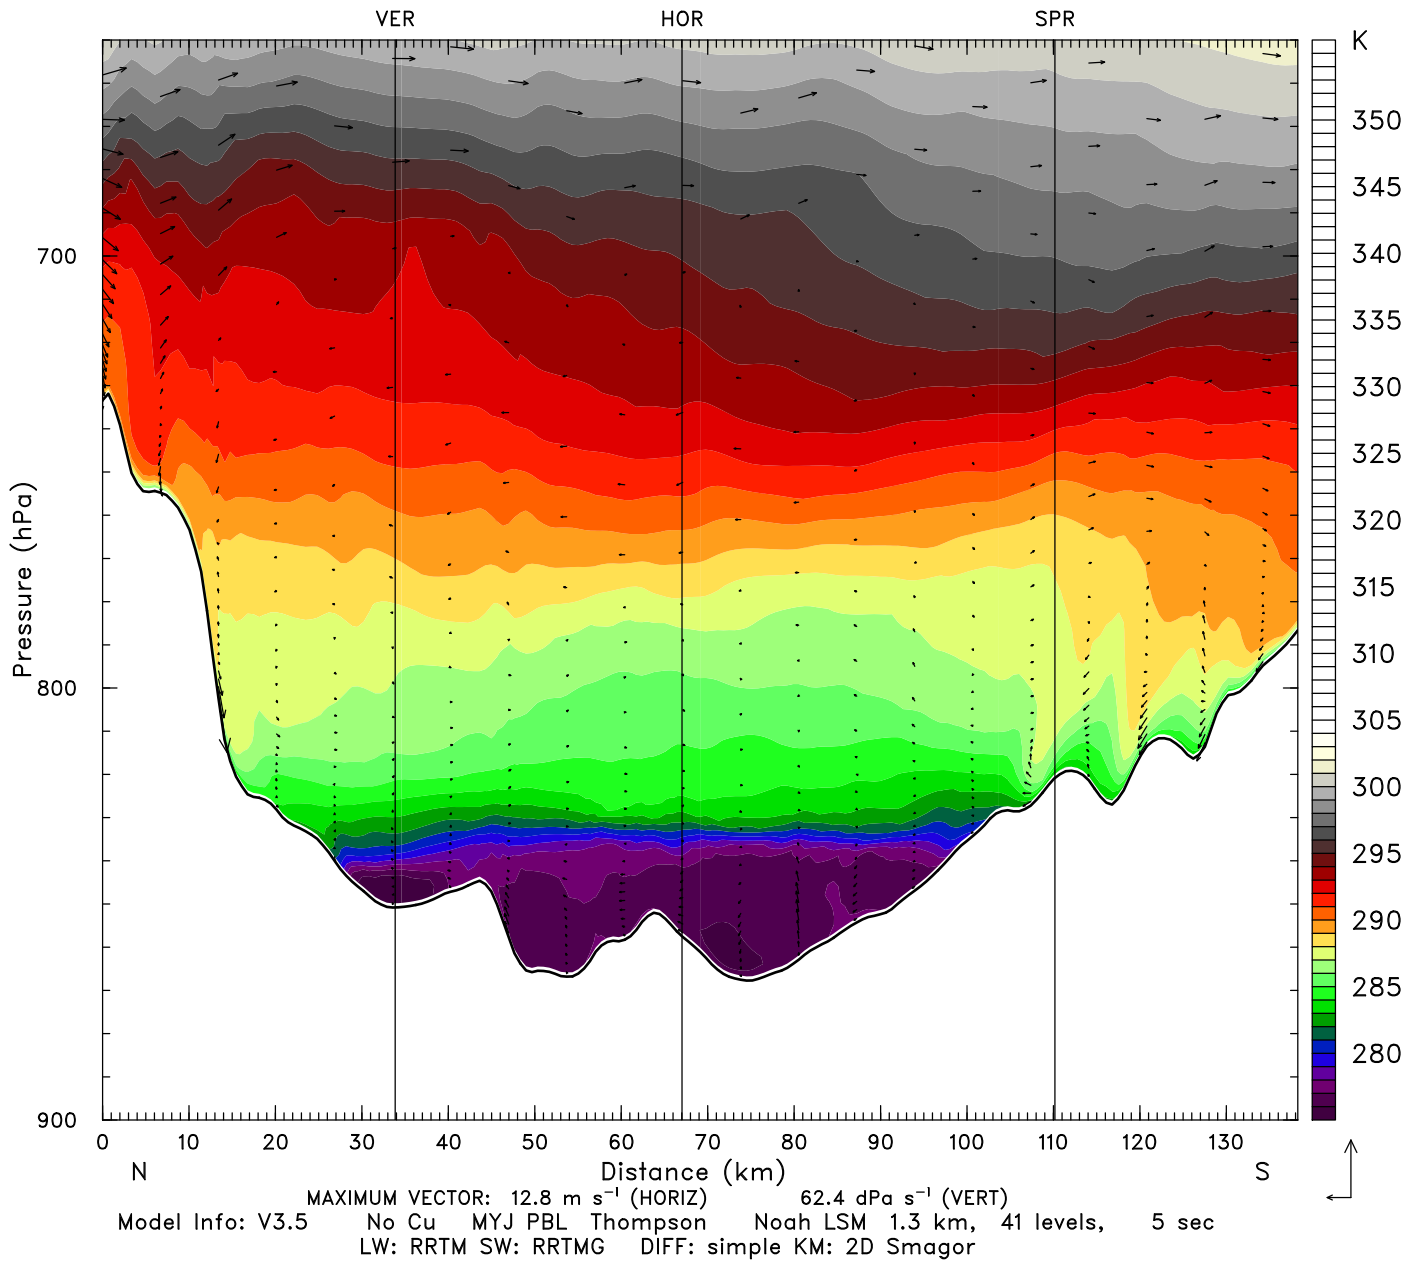 VER HOR SPR
K
350
345
340
700
335
330
325
320
315
310
800
305
300
295
290
285
280
900
Pressure (hPa)
0 10 20 30 40 50 60 70 80 90 100 110 120 130
N Distance (km) S
MAXIMUM VECTOR: 12.8 m s⁻¹ (HORIZ) 62.4 dPa s⁻¹ (VERT)
Model Info: V3.5 No Cu MYJ PBL Thompson Noah LSM 1.3 km, 41 levels, 5 sec
LW: RRTM SW: RRTMG DIFF: simple KM: 2D Smagor